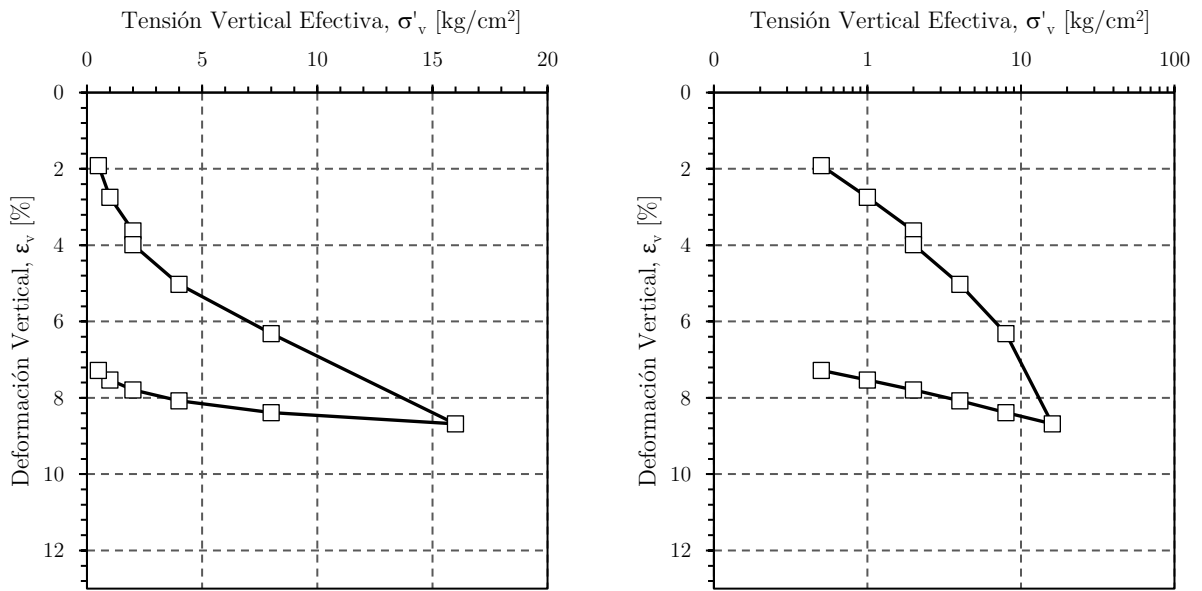 Tensión Vertical Efectiva, σ'v [kg/cm²]
0 5 10 15 20
0
2
4
6
8
10
12
Deformación Vertical, εv [%]
Tensión Vertical Efectiva, σ'v [kg/cm²]
0 1 10 100
0
2
4
6
8
10
12
Deformación Vertical, εv [%]